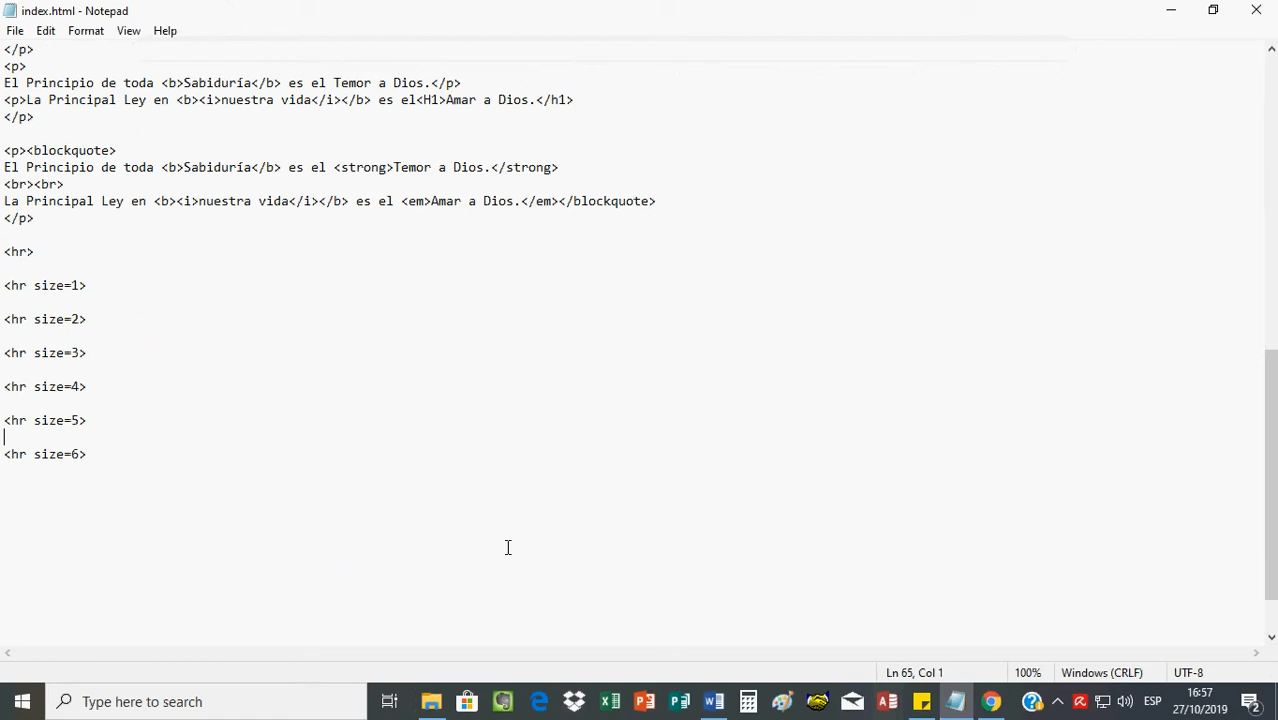 index.html - Notepad
File Edit Format View Help
</p>
<p>
El Principio de toda <b>Sabiduría</b> es el Temor a Dios.</p>
<p>La Principal Ley en <b><i>nuestra vida</i></b> es el<H1>Amar a Dios.</h1>
</p>
<p><blockquote>
El Principio de toda <b>Sabiduría</b> es el <strong>Temor a Dios.</strong>
<br><br>
La Principal Ley en <b><i>nuestra vida</i></b> es el <em>Amar a Dios.</em></blockquote>
</p>
<hr>
<hr size=1>
<hr size=2>
<hr size=3>
<hr size=4>
<hr size=5>
<hr size=6>
Ln 65, Col 1 100% Windows (CRLF) UTF-8
Type here to search
ESP
16:57
27/10/2019
2